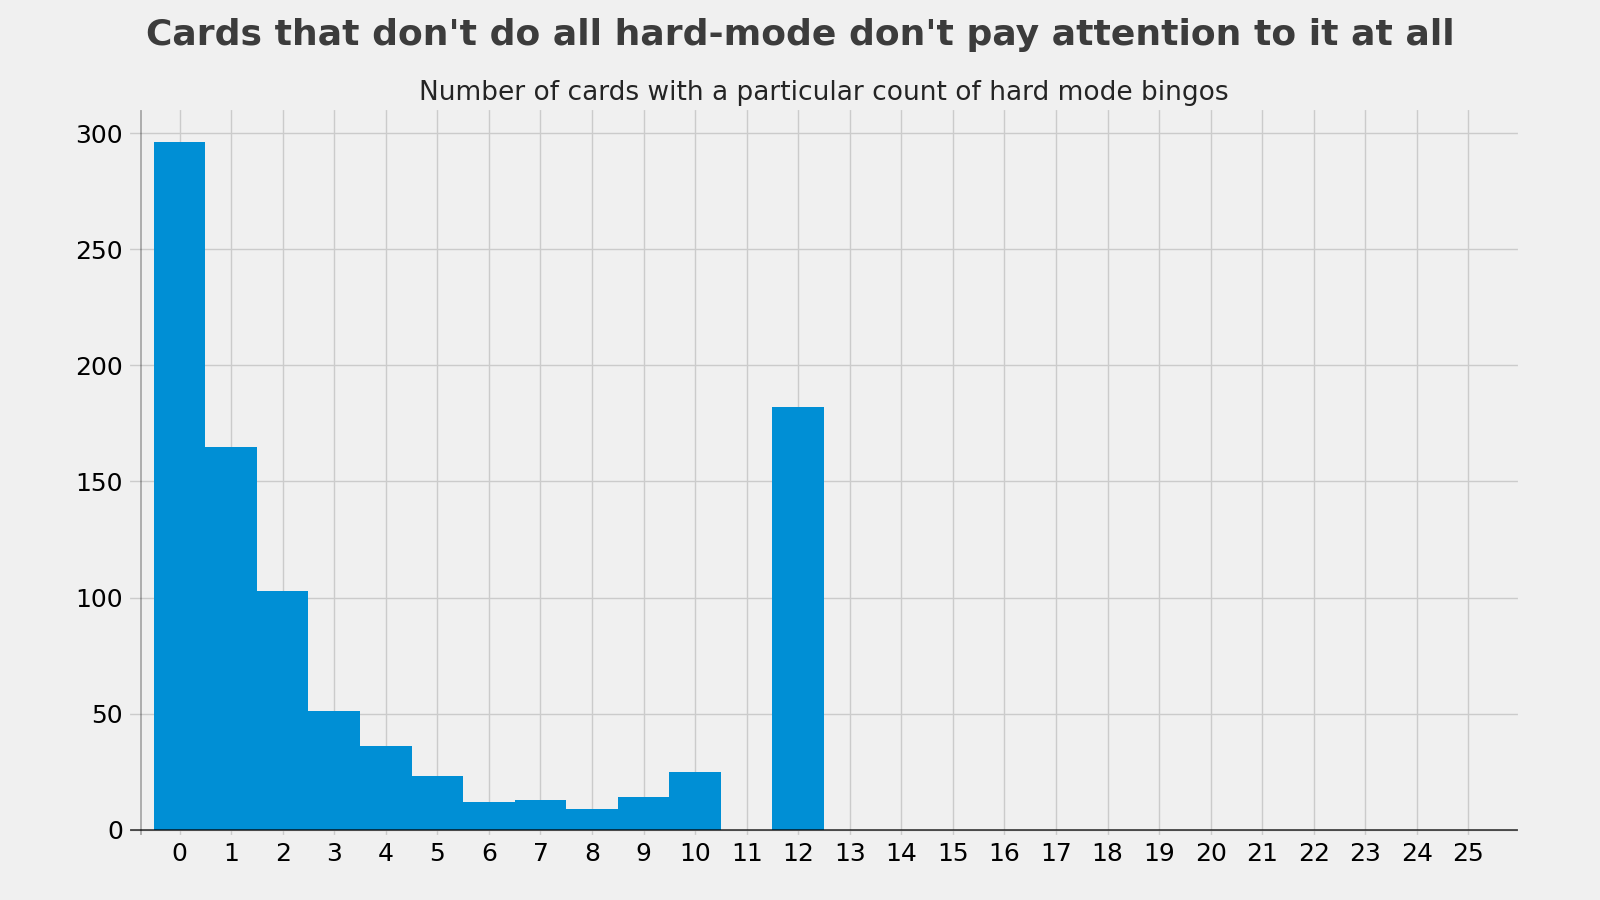 Cards that don't do all hard-mode don't pay attention to it at all
Number of cards with a particular count of hard mode bingos
300
250
200
150
100
50
0
0 1 2 3 4 5 6 7 8 9 10 11 12 13 14 15 16 17 18 19 20 21 22 23 24 25